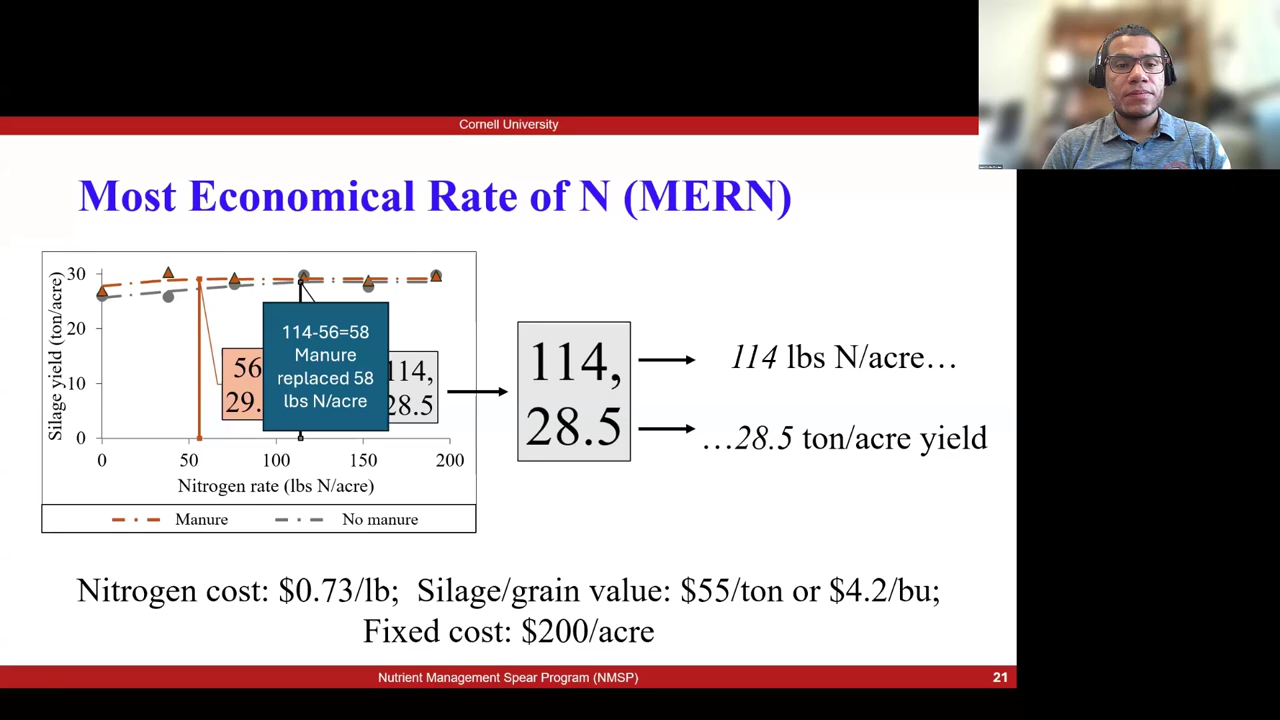 Cornell University
Most Economical Rate of N (MERN)
Silage yield (ton/acre)
30
20
10
0
0 50 100 150 200
Nitrogen rate (lbs N/acre)
56
29.
114-56=58
Manure
replaced 58
lbs N/acre
114,
28.5
Manure No manure
114,
28.5
114 lbs N/acre…
…28.5 ton/acre yield
Nitrogen cost: $0.73/lb; Silage/grain value: $55/ton or $4.2/bu;
Fixed cost: $200/acre
Nutrient Management Spear Program (NMSP)
21